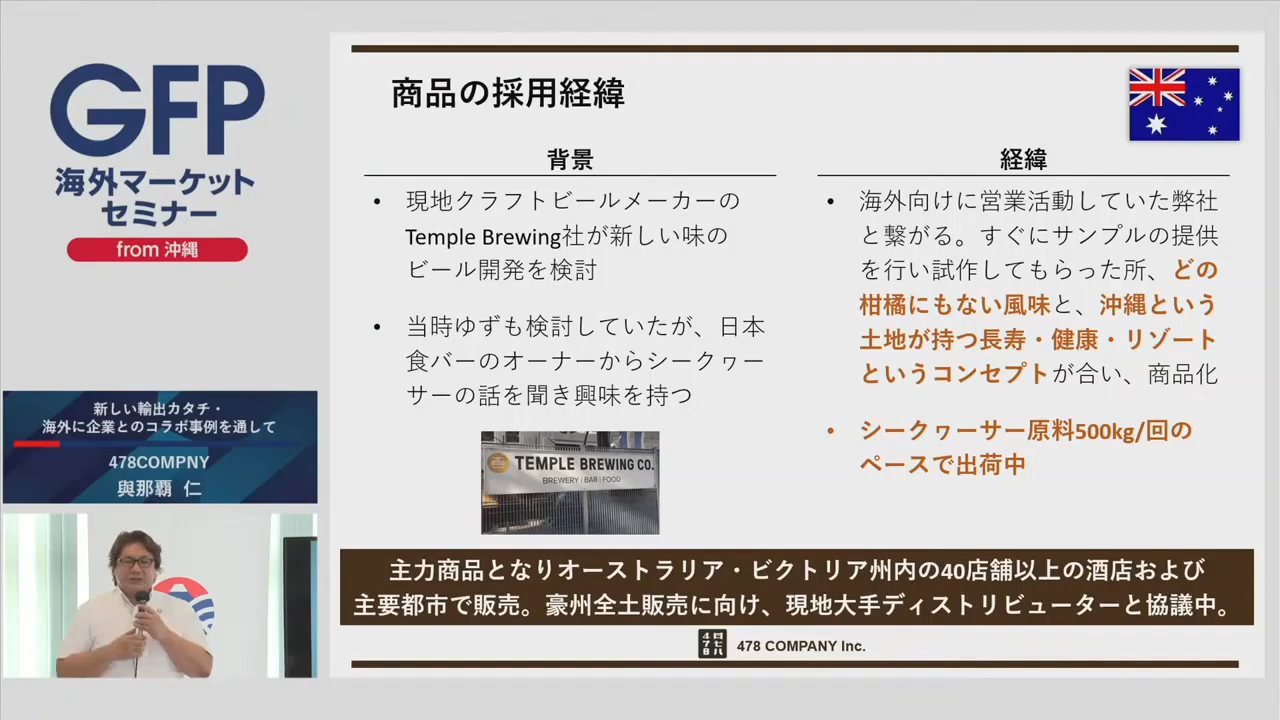 GFP
海外マーケット
セミナー
from 沖縄
新しい輸出カタチ・
海外に企業とのコラボ事例を通して
478COMPNY
與那覇 仁
商品の採用経緯
背景
• 現地クラフトビールメーカーの
Temple Brewing社が新しい味の
ビール開発を検討
• 当時ゆずも検討していたが、日本
食バーのオーナーからシークヮー
サーの話を聞き興味を持つ
TEMPLE BREWING CO.
BREWERY | BAR | FOOD
経緯
• 海外向けに営業活動していた弊社
と繋がる。すぐにサンプルの提供
を行い試作してもらった所、どの
柑橘にもない風味と、沖縄という
土地が持つ長寿・健康・リゾート
というコンセプトが合い、商品化
• シークヮーサー原料500kg/回の
ペースで出荷中
主力商品となりオーストラリア・ビクトリア州内の40店舗以上の酒店および
主要都市で販売。豪州全土販売に向け、現地大手ディストリビューターと協議中。
478 四七八 478 COMPANY Inc.